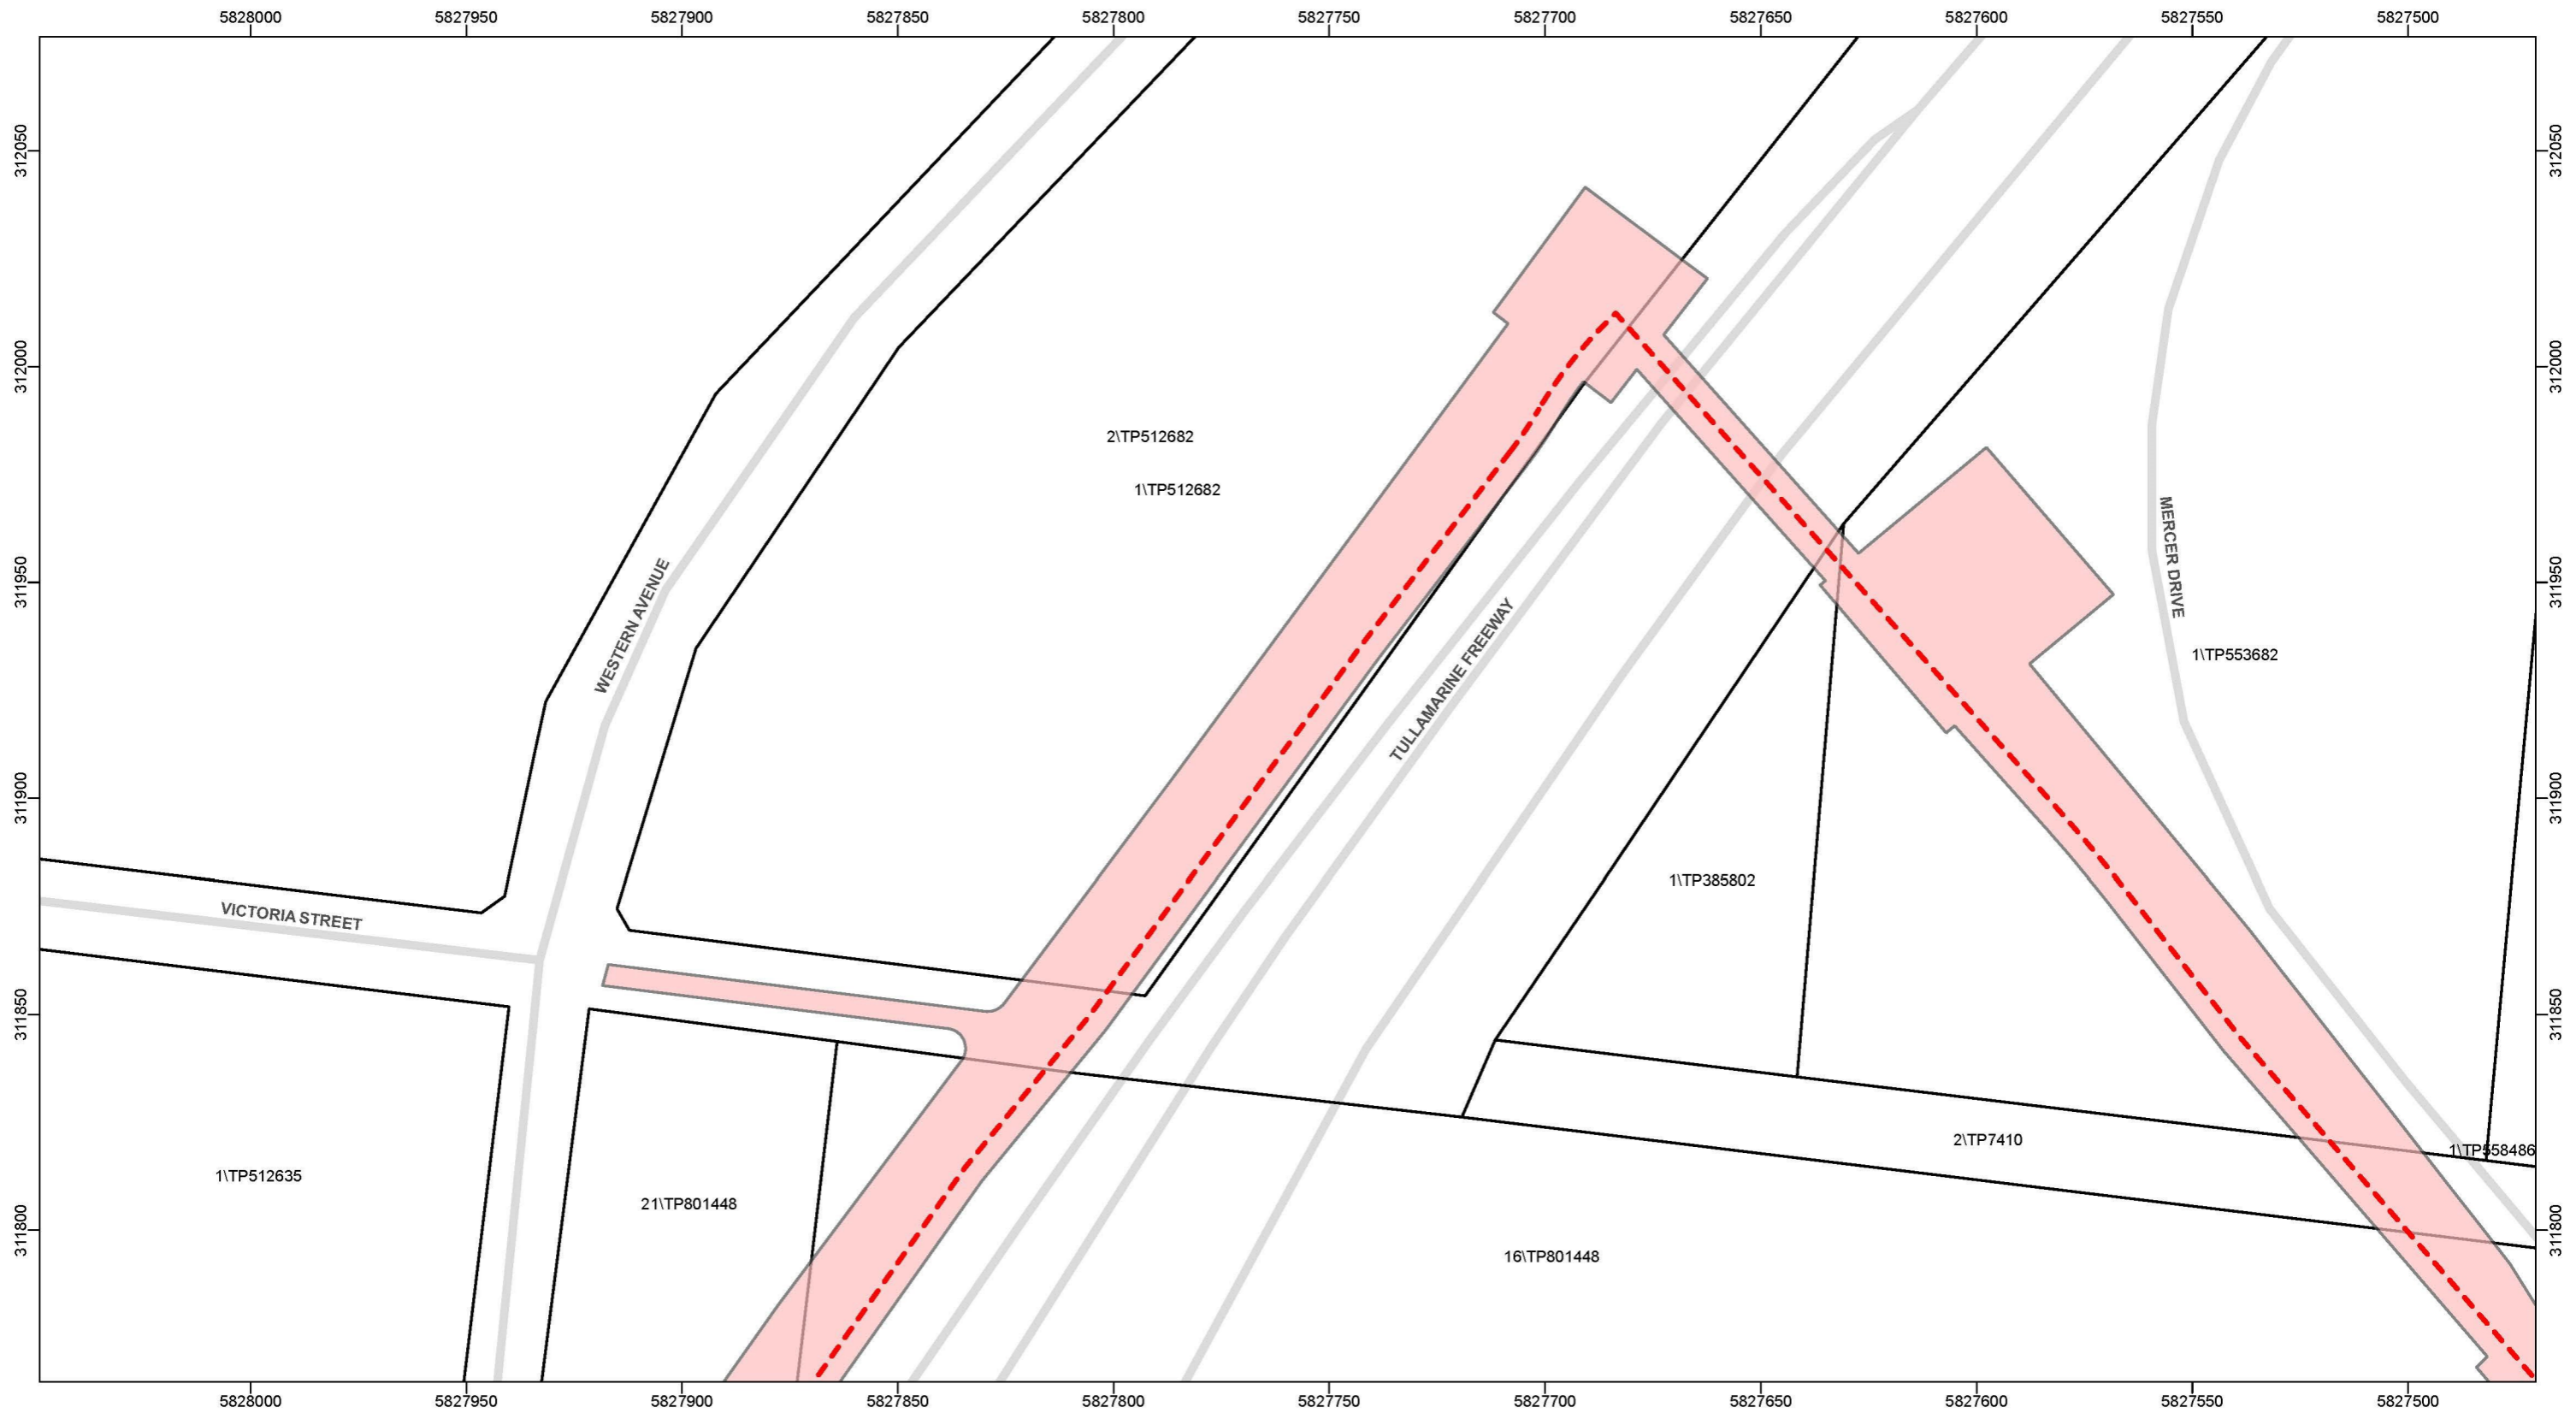 5828000 5827950 5827900 5827850 5827800 5827750 5827700 5827650 5827600 5827550 5827500
312050 312050
312000 312000
2\TP512682
1\TP512682
MERCER DRIVE
WESTERN AVENUE
311950 311950
TULLAMARINE FREEWAY
1\TP553682
311900 311900
1\TP385802
VICTORIA STREET
311850 311850
2\TP7410
1\TP558486
1\TP512635
21\TP801448
311800 311800
16\TP801448
5828000 5827950 5827900 5827850 5827800 5827750 5827700 5827650 5827600 5827550 5827500